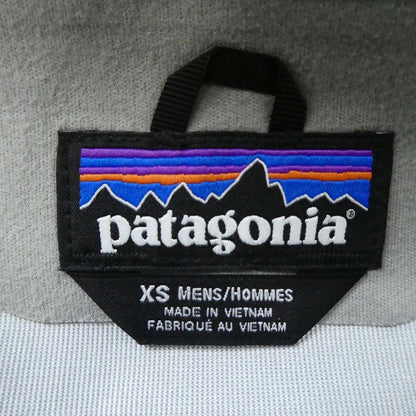 patagonia®
XS MENS/HOMMES
MADE IN VIETNAM
FABRIQUÉ AU VIETNAM